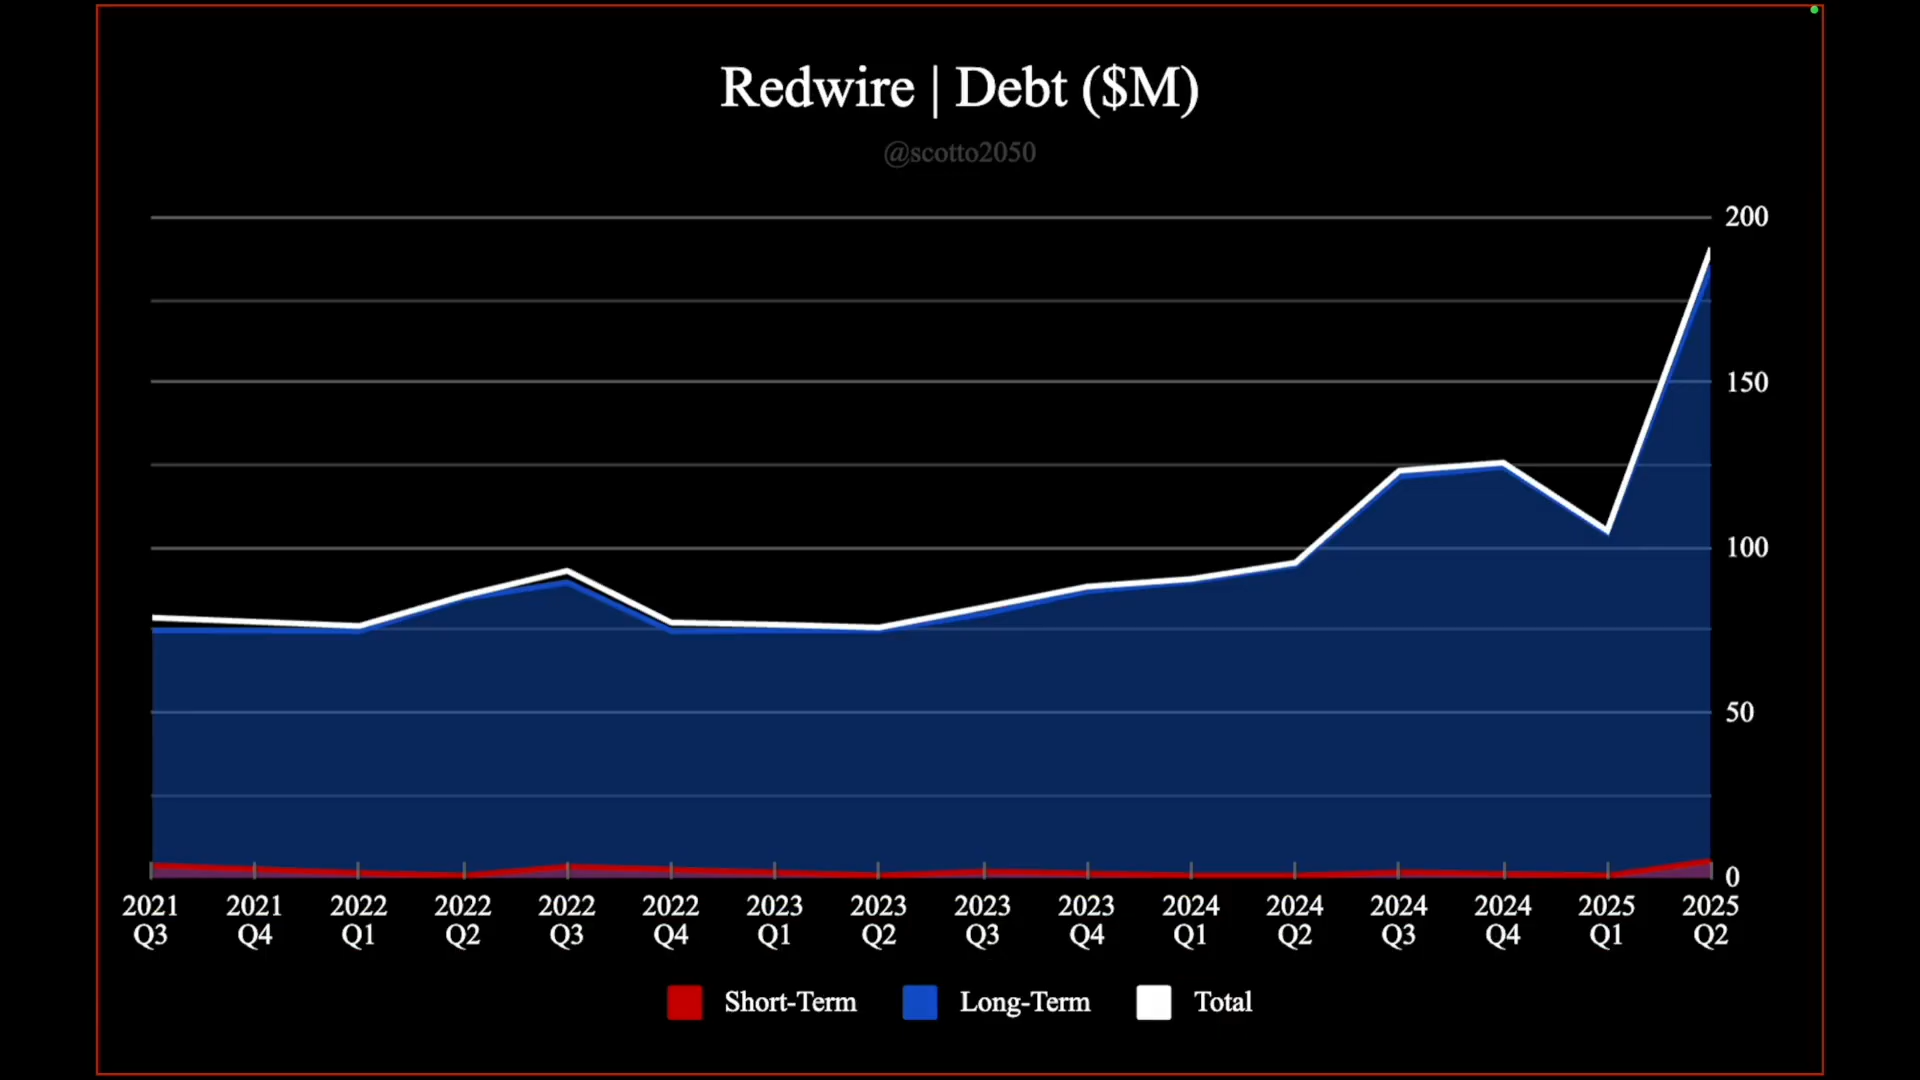 Redwire | Debt ($M)
@scotto2050
200
150
100
50
0
2021 Q3
2021 Q4
2022 Q1
2022 Q2
2022 Q3
2022 Q4
2023 Q1
2023 Q2
2023 Q3
2023 Q4
2024 Q1
2024 Q2
2024 Q3
2024 Q4
2025 Q1
2025 Q2
Short-Term
Long-Term
Total